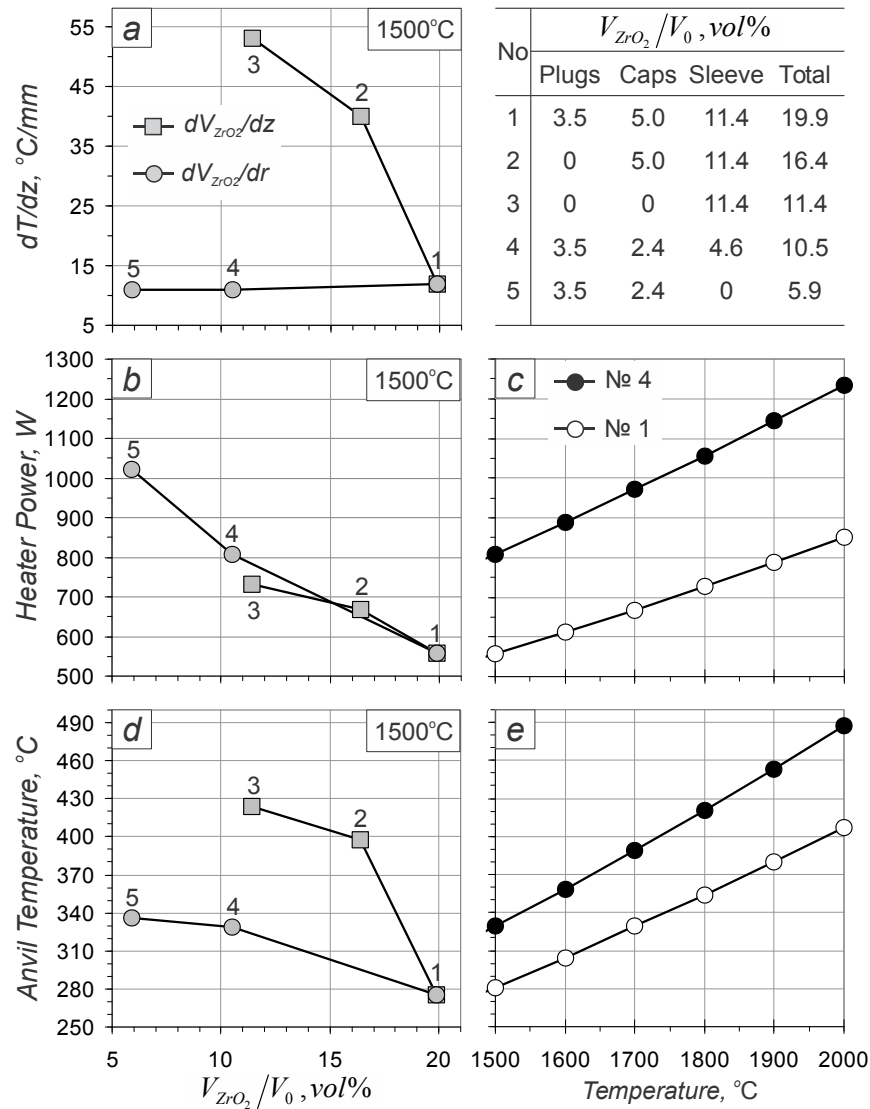 a
1500°C
55
45
35
25
15
5
dT/dz, °C/mm
3
2
1
5
4
dV_ZrO2/dz
dV_ZrO2/dr
No
V_ZrO₂/V₀, vol%
Plugs Caps Sleeve Total
1 3.5 5.0 11.4 19.9
2 0 5.0 11.4 16.4
3 0 0 11.4 11.4
4 3.5 2.4 4.6 10.5
5 3.5 2.4 0 5.9
b
1500°C
1300
1200
1100
1000
900
800
700
600
500
Heater Power, W
5
4
3
2
1
c
№ 4
№ 1
d
1500°C
490
460
430
400
370
340
310
280
250
Anvil Temperature, °C
3
2
5
4
1
5 10 15 20
V_ZrO₂/V₀, vol%
e
1500 1600 1700 1800 1900 2000
Temperature, °C